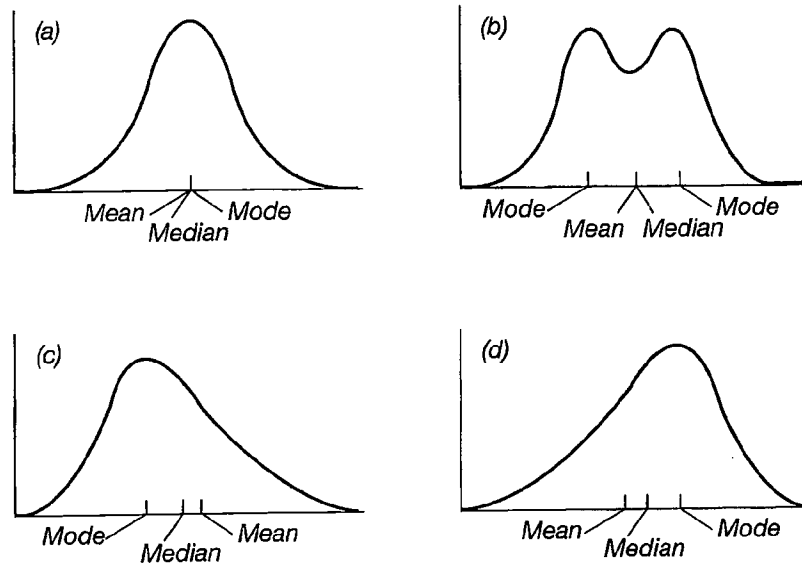 (a)
Mean Mode
Median
(b)
Mode Mode
Mean Median
(c)
Mode Mean
Median
(d)
Mean Mode
Median